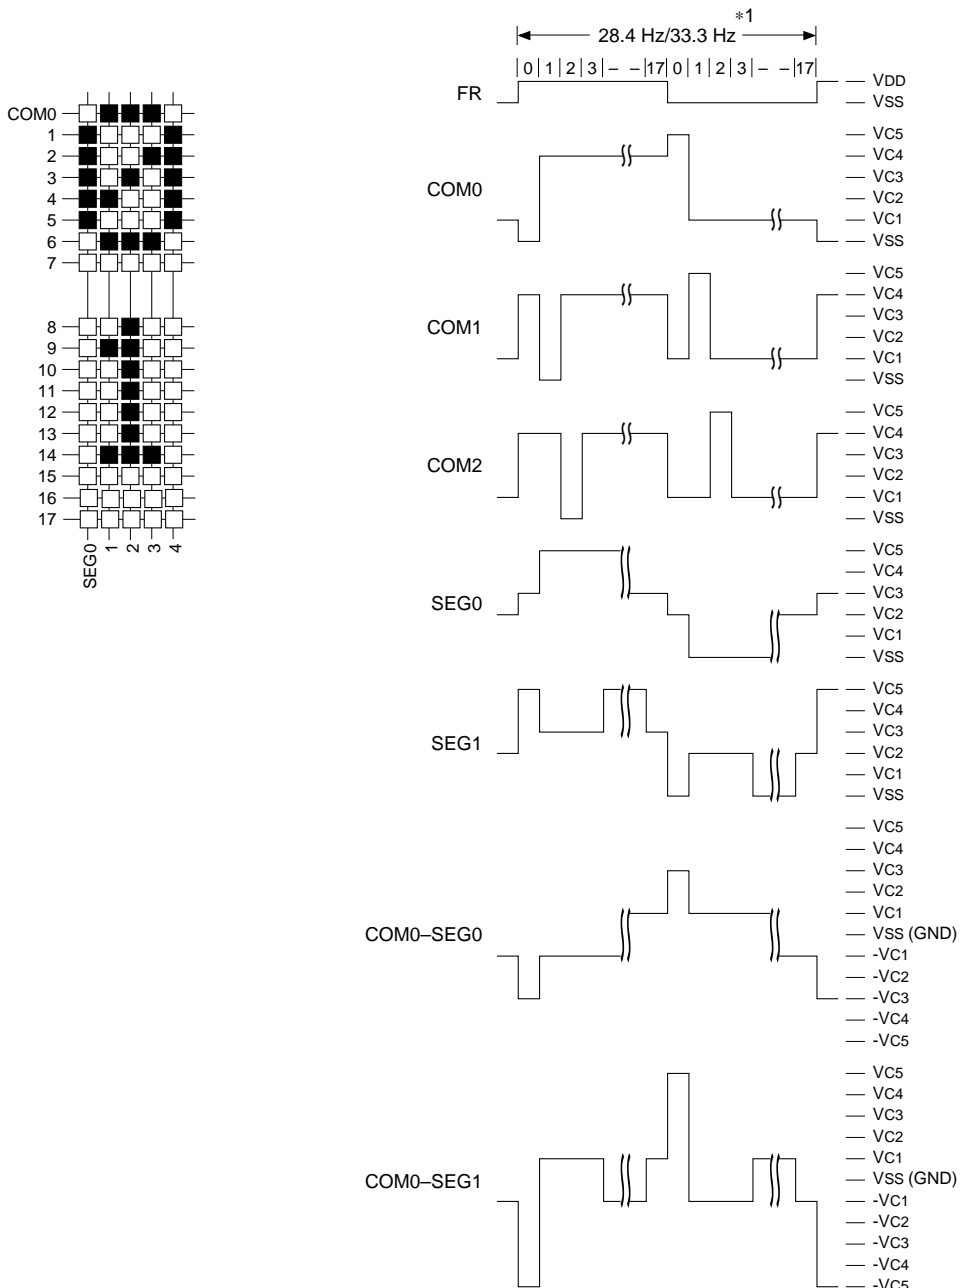 *1
28.4 Hz/33.3 Hz
0 1 2 3 – – 17 0 1 2 3 – – 17
FR
VDD
VSS
COM0
1
2
3
4
5
6
7
8
9
10
11
12
13
14
15
16
17
SEG0
1
2
3
4
COM0
VC5
VC4
VC3
VC2
VC1
VSS
COM1
VC5
VC4
VC3
VC2
VC1
VSS
COM2
VC5
VC4
VC3
VC2
VC1
VSS
SEG0
VC5
VC4
VC3
VC2
VC1
VSS
SEG1
VC5
VC4
VC3
VC2
VC1
VSS
COM0–SEG0
VC5
VC4
VC3
VC2
VC1
VSS (GND)
-VC1
-VC2
-VC3
-VC4
-VC5
COM0–SEG1
VC5
VC4
VC3
VC2
VC1
VSS (GND)
-VC1
-VC2
-VC3
-VC4
-VC5